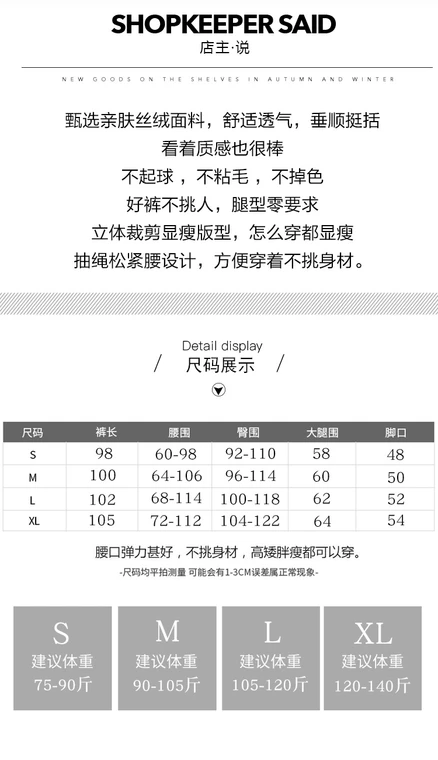 SHOPKEEPER SAID
店主·说
NEW GOODS ON THE SHELVES IN AUTUMN AND WINTER
甄选亲肤丝绒面料，舒适透气，垂顺挺括
看着质感也很棒
不起球，不粘毛，不掉色
好裤不挑人，腿型零要求
立体裁剪显瘦版型，怎么穿都显瘦
抽绳松紧腰设计，方便穿着不挑身材。
Detail display
/ 尺码展示 /
尺码 裤长 腰围 臀围 大腿围 脚口
S 98 60-98 92-110 58 48
M 100 64-106 96-114 60 50
L 102 68-114 100-118 62 52
XL 105 72-112 104-122 64 54
腰口弹力甚好，不挑身材，高矮胖瘦都可以穿。
-尺码均平拍测量 可能会有1-3CM误差属正常现象-
S M L XL
建议体重 建议体重 建议体重 建议体重
75-90斤 90-105斤 105-120斤 120-140斤